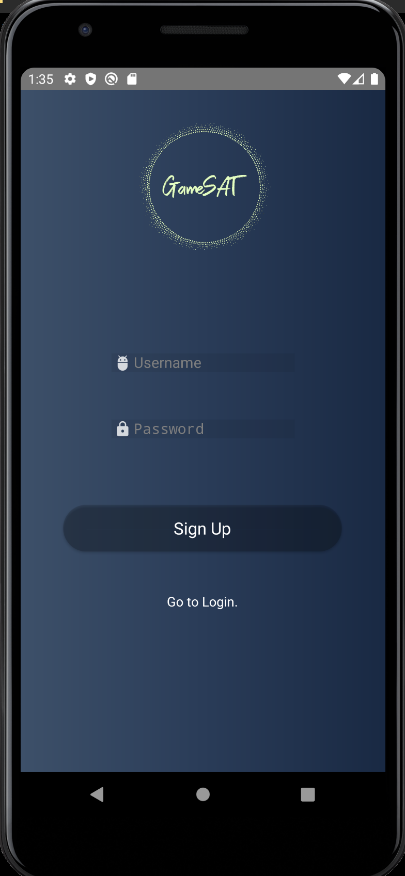 1:35
GameSAT
Username
Password
Sign Up
Go to Login.